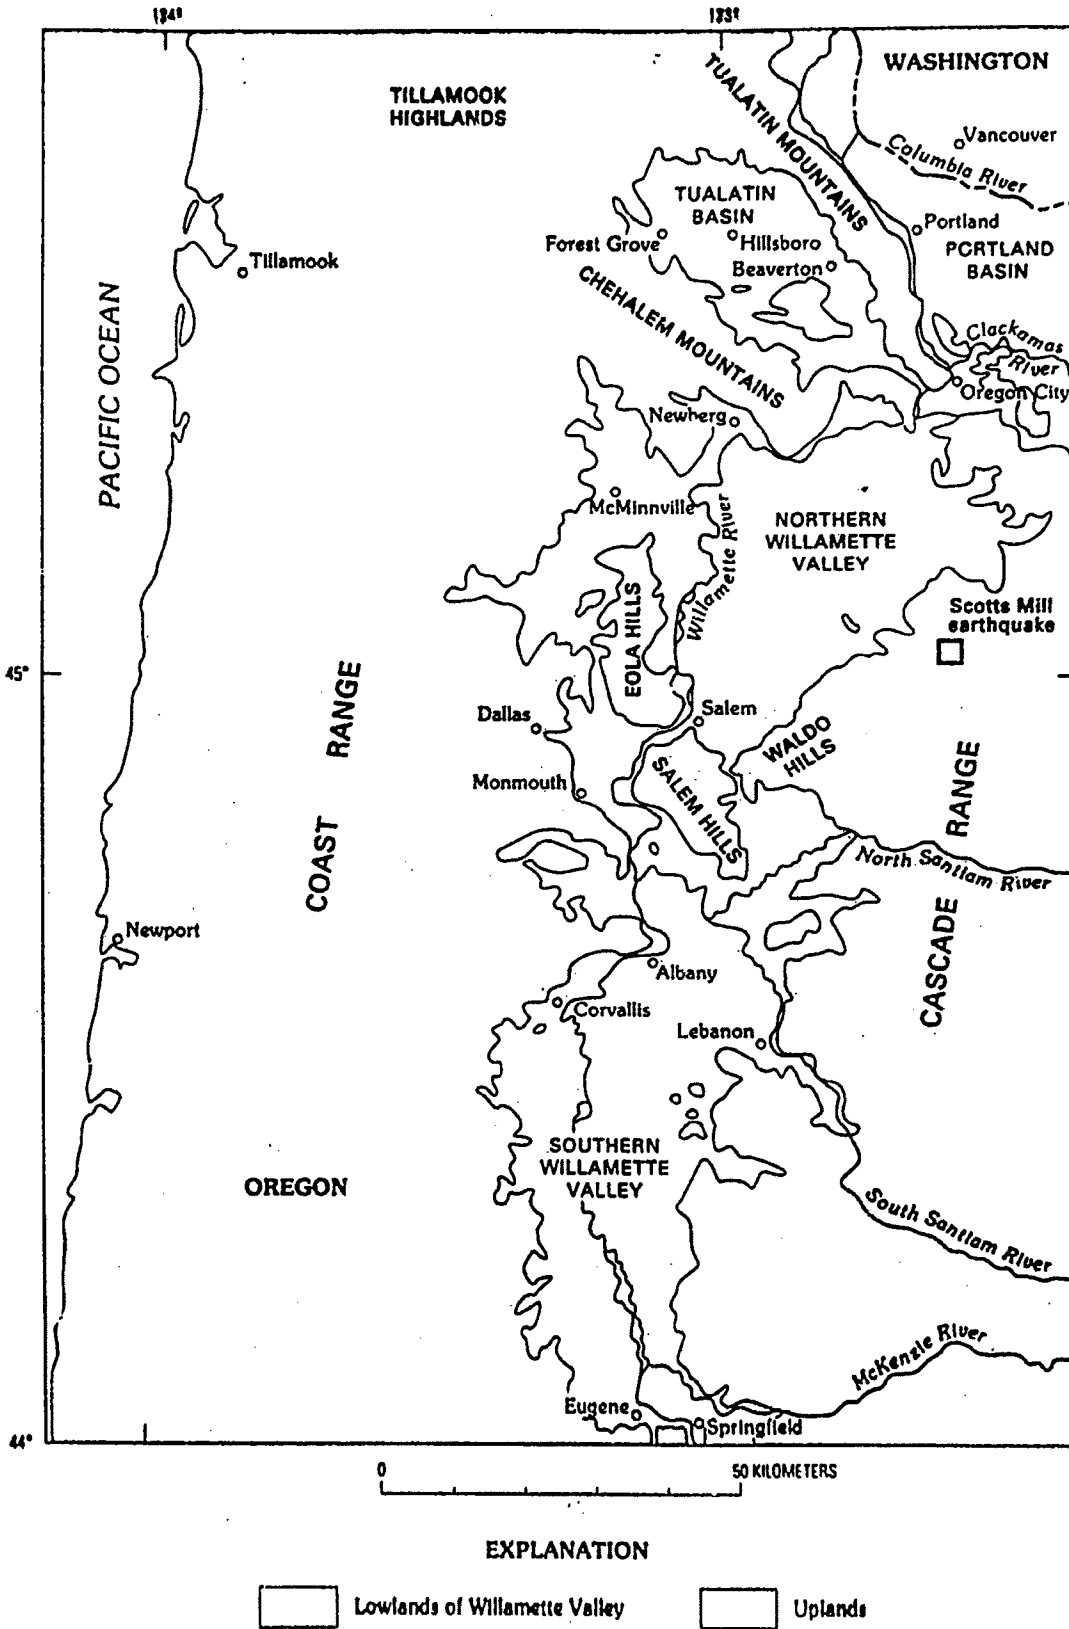 124° 123°
WASHINGTON
TILLAMOOK
HIGHLANDS
TUALATIN MOUNTAINS
Vancouver
Columbia River
TUALATIN
BASIN
Portland
Forest Grove
Hillsboro
PORTLAND
BASIN
Beaverton
Tillamook
CHEHALEM MOUNTAINS
PACIFIC OCEAN
Clackamas
River
Oregon City
Newberg
McMinnville
Willamette River
NORTHERN
WILLAMETTE
VALLEY
Scotts Mill
earthquake
EOLA HILLS
45°
COAST RANGE
Dallas
Salem
WALDO
HILLS
Monmouth
SALEM HILLS
CASCADE RANGE
North Santiam River
Newport
Albany
Corvallis
Lebanon
SOUTHERN
WILLAMETTE
VALLEY
OREGON
South Santiam River
McKenzie River
Eugene
Springfield
44°
0 50 KILOMETERS
EXPLANATION
Lowlands of Willamette Valley Uplands